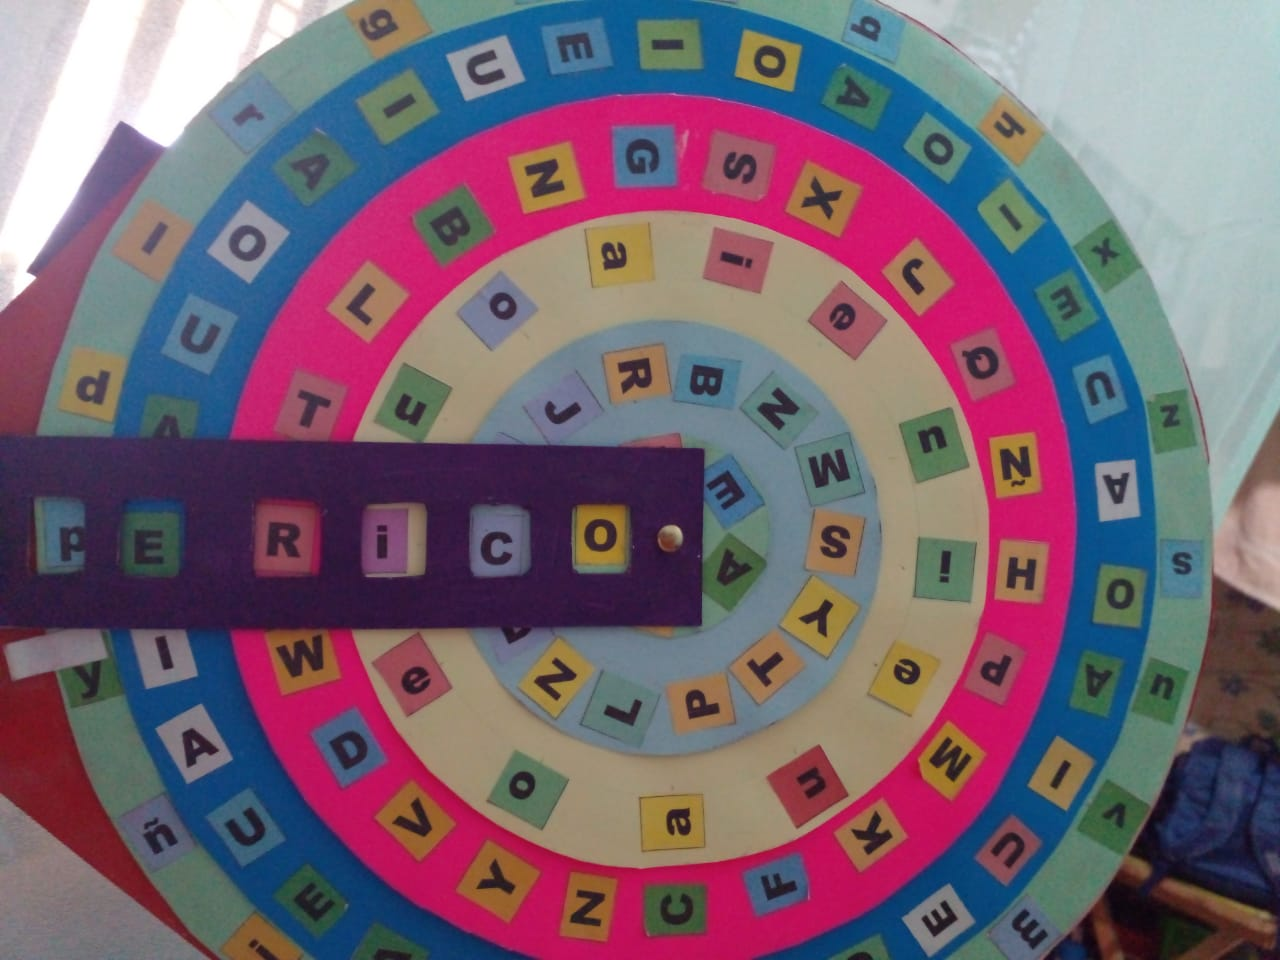 pERiCO
g r l d y ñ i
q h x z s n v m
U E I O A O I E U A O A I U E
I A O U A I A U E
B N G S X J Q Ñ H P M K F C N Y V D W
L T
o a i e u i e u a o e
u
J R B N M S Y T P L N
E A